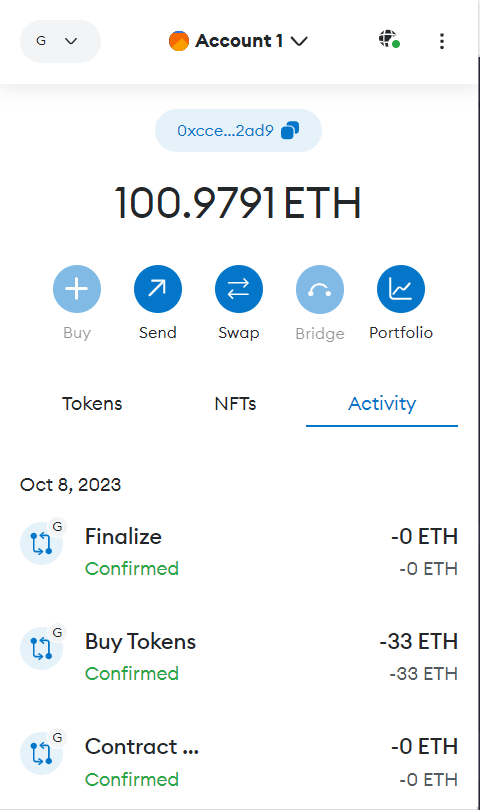 G
Account 1
0xcce...2ad9
100.9791 ETH
Buy Send Swap Bridge Portfolio
Tokens NFTs Activity
Oct 8, 2023
G
Finalize -0 ETH
Confirmed -0 ETH
G
Buy Tokens -33 ETH
Confirmed -33 ETH
G
Contract ... -0 ETH
Confirmed -0 ETH